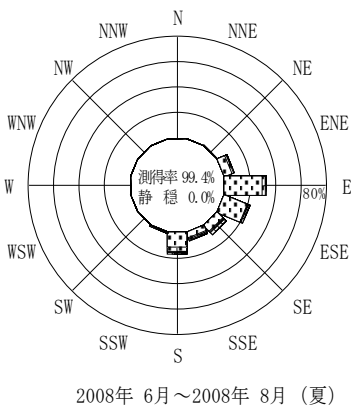 N
NNW NNE
NW NE
WNW ENE
測得率 99.4%
静 穏 0.0%
W 80% E
WSW ESE
SW SE
SSW SSE
S
2008年 6月～2008年 8月 (夏)